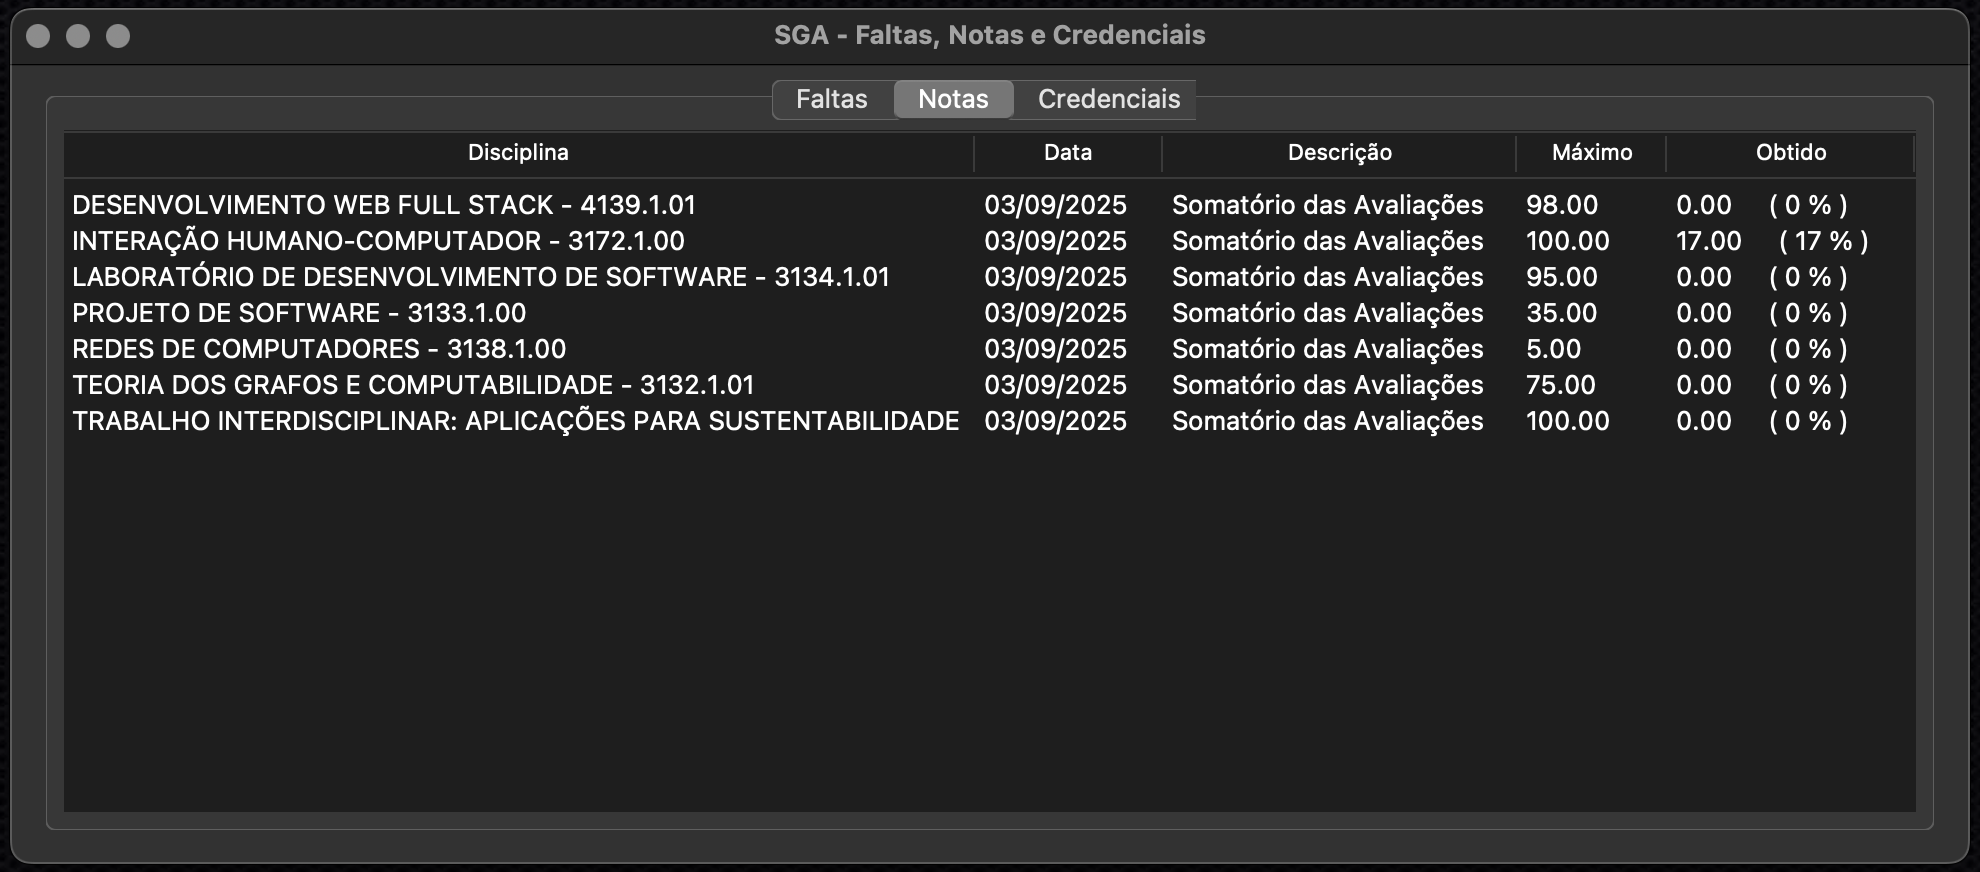 SGA - Faltas, Notas e Credenciais
Faltas Notas Credenciais
Disciplina Data Descrição Máximo Obtido
DESENVOLVIMENTO WEB FULL STACK - 4139.1.01 03/09/2025 Somatório das Avaliações 98.00 0.00 ( 0 % )
INTERAÇÃO HUMANO-COMPUTADOR - 3172.1.00 03/09/2025 Somatório das Avaliações 100.00 17.00 ( 17 % )
LABORATÓRIO DE DESENVOLVIMENTO DE SOFTWARE - 3134.1.01 03/09/2025 Somatório das Avaliações 95.00 0.00 ( 0 % )
PROJETO DE SOFTWARE - 3133.1.00 03/09/2025 Somatório das Avaliações 35.00 0.00 ( 0 % )
REDES DE COMPUTADORES - 3138.1.00 03/09/2025 Somatório das Avaliações 5.00 0.00 ( 0 % )
TEORIA DOS GRAFOS E COMPUTABILIDADE - 3132.1.01 03/09/2025 Somatório das Avaliações 75.00 0.00 ( 0 % )
TRABALHO INTERDISCIPLINAR: APLICAÇÕES PARA SUSTENTABILIDADE 03/09/2025 Somatório das Avaliações 100.00 0.00 ( 0 % )